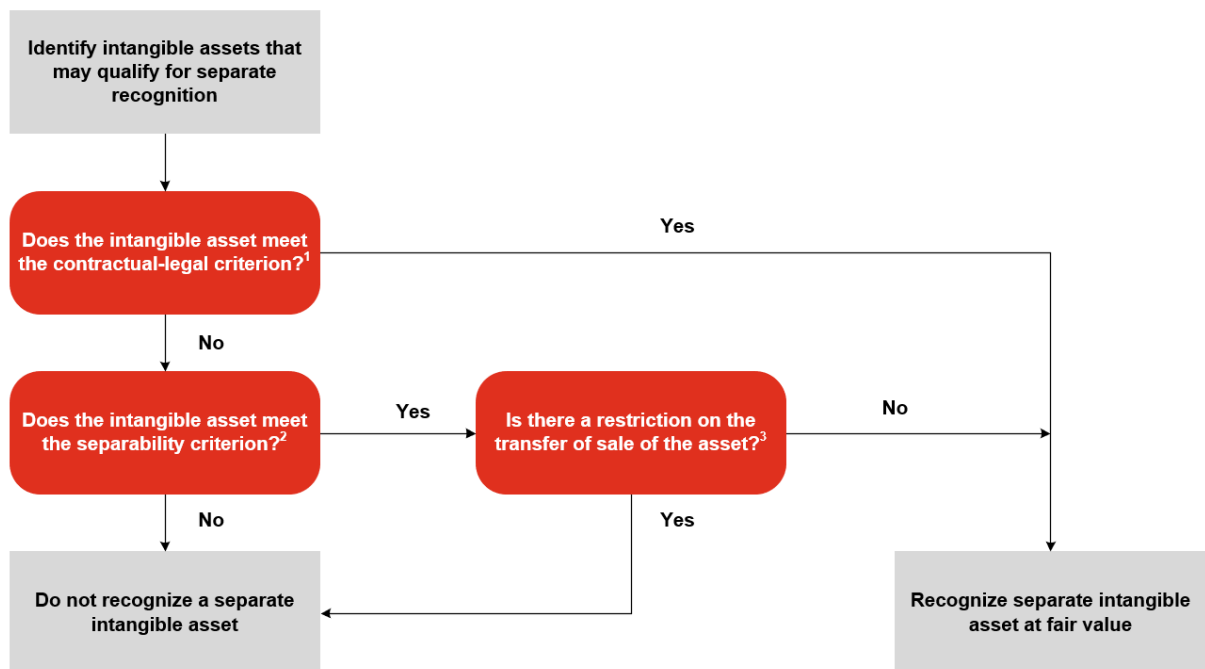 Identify intangible assets that
may qualify for separate
recognition
Does the intangible asset meet
the contractual-legal criterion?1
Yes
No
Does the intangible asset meet
the separability criterion?2
Yes
Is there a restriction on the
transfer of sale of the asset?3
No
No
Yes
Do not recognize a separate
intangible asset
Recognize separate intangible
asset at fair value